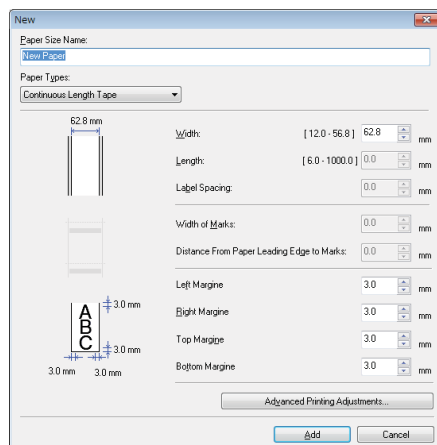 New
Paper Size Name:
New Paper
Paper Types:
Continuous Length Tape
62.8 mm
Width: [ 12.0 - 56.8 ] 62.8 mm
Length: [ 6.0 - 1000.0 ] 0.0 mm
Label Spacing: 0.0 mm
Width of Marks: 0.0 mm
Distance From Paper Leading Edge to Marks: 0.0 mm
Left Margine 3.0 mm
Right Margine 3.0 mm
Top Margine 3.0 mm
Bottom Margine 3.0 mm
3.0 mm
A
B
C
3.0 mm
3.0 mm 3.0 mm
Advanced Printing Adjustments...
Add Cancel